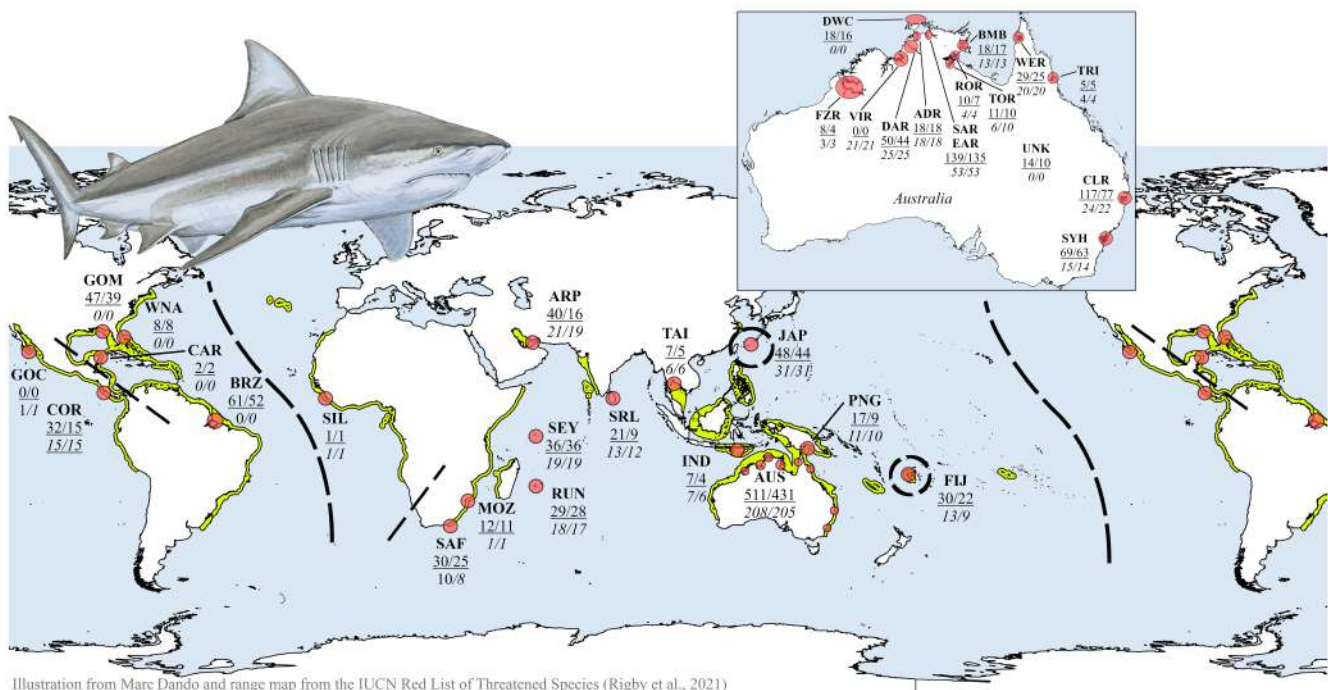 DWC
18/16
0/0
BMB
18/17
13/13
WER
29/25
20/20
TRI
5/5
4/4
ROR
10/7
4/4
TOR
11/10
6/10
FZR
8/4
3/3
VIR
0/0
21/21
DAR
50/44
25/25
ADR
18/18
18/18
SAR
EAR
139/135
53/53
UNK
14/10
0/0
CLR
117/77
24/22
Australia
SYH
69/63
15/14
GOM
47/39
0/0
WNA
8/8
0/0
CAR
2/2
0/0
GOC
0/0
1/1
COR
32/15
15/15
BRZ
61/52
0/0
ARP
40/16
21/19
SIL
1/1
1/1
SEY
36/36
19/19
RUN
29/28
18/17
MOZ
12/11
1/1
SAF
30/25
10/8
SRL
21/9
13/12
TAI
7/5
6/6
JAP
48/44
31/31
PNG
17/9
11/10
IND
7/4
7/6
AUS
511/431
208/205
FIJ
30/22
13/9
Illustration from Marc Dando and range map from the IUCN Red List of Threatened Species (Rigby et al., 2021)